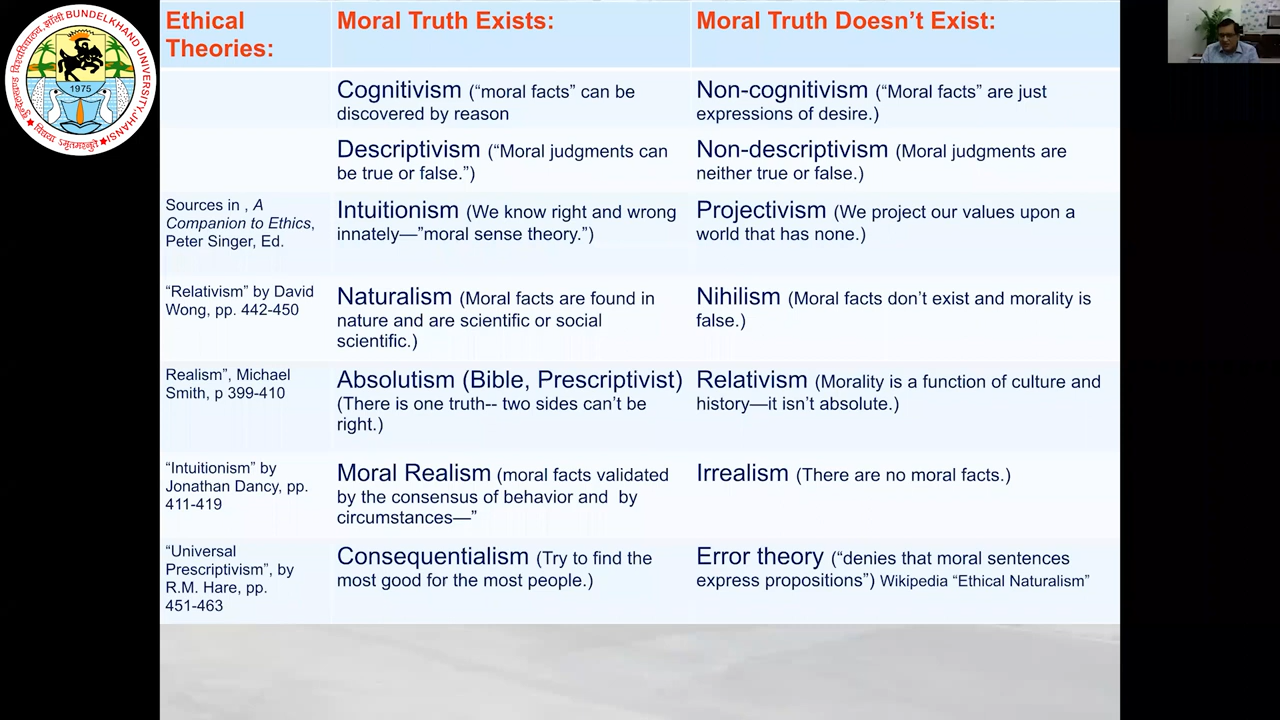 बुन्देलखण्ड विश्वविद्यालय, झाँसी BUNDELKHAND UNIVERSITY, JHANSI
1975
विद्यया ऽमृतमश्नुते
Ethical Theories:
Moral Truth Exists:
Moral Truth Doesn’t Exist:
Cognitivism (“moral facts” can be
discovered by reason
Non-cognitivism (“Moral facts” are just
expressions of desire.)
Descriptivism (“Moral judgments can
be true or false.”)
Non-descriptivism (Moral judgments are
neither true or false.)
Sources in , A
Companion to Ethics,
Peter Singer, Ed.
Intuitionism (We know right and wrong
innately—”moral sense theory.”)
Projectivism (We project our values upon a
world that has none.)
“Relativism” by David
Wong, pp. 442-450
Naturalism (Moral facts are found in
nature and are scientific or social
scientific.)
Nihilism (Moral facts don’t exist and morality is
false.)
Realism”, Michael
Smith, p 399-410
Absolutism (Bible, Prescriptivist)
(There is one truth-- two sides can’t be
right.)
Relativism (Morality is a function of culture and
history—it isn’t absolute.)
“Intuitionism” by
Jonathan Dancy, pp.
411-419
Moral Realism (moral facts validated
by the consensus of behavior and  by
circumstances—”
Irrealism (There are no moral facts.)
“Universal
Prescriptivism”, by
R.M. Hare, pp.
451-463
Consequentialism (Try to find the
most good for the most people.)
Error theory (“denies that moral sentences
express propositions”) Wikipedia “Ethical Naturalism”